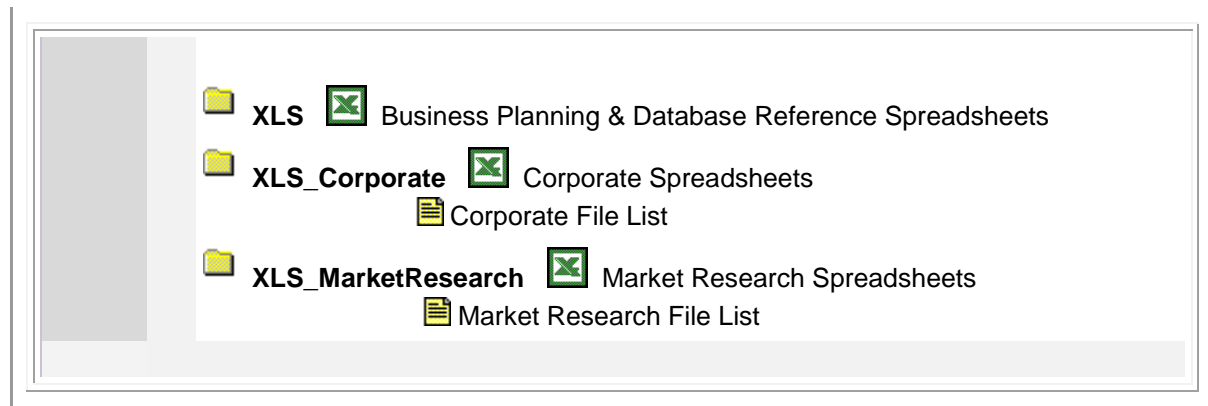 XLS Business Planning & Database Reference Spreadsheets
XLS_Corporate Corporate Spreadsheets
Corporate File List
XLS_MarketResearch Market Research Spreadsheets
Market Research File List